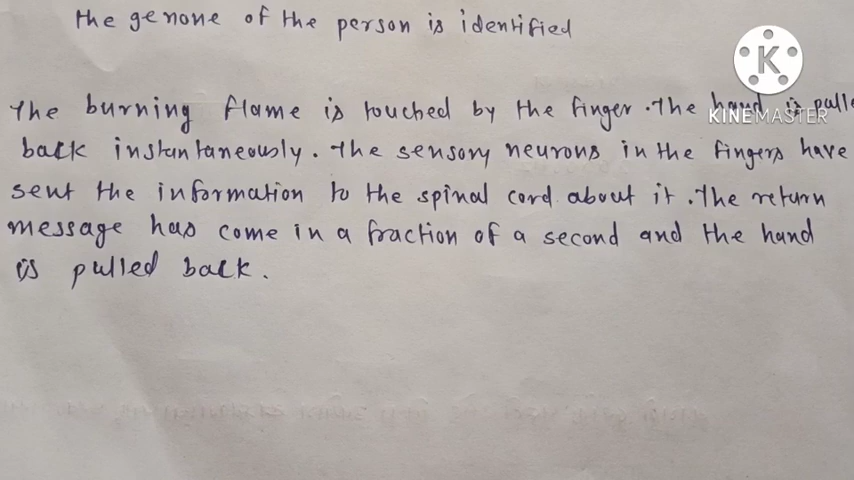 the genone of the person is identified
The burning flame is touched by the finger. The hand is pulle
back instantaneously. The sensory neurons in the fingers have
sent the information to the spinal cord about it. The return
message has come in a fraction of a second and the hand
is pulled back.
K
KINEMASTER